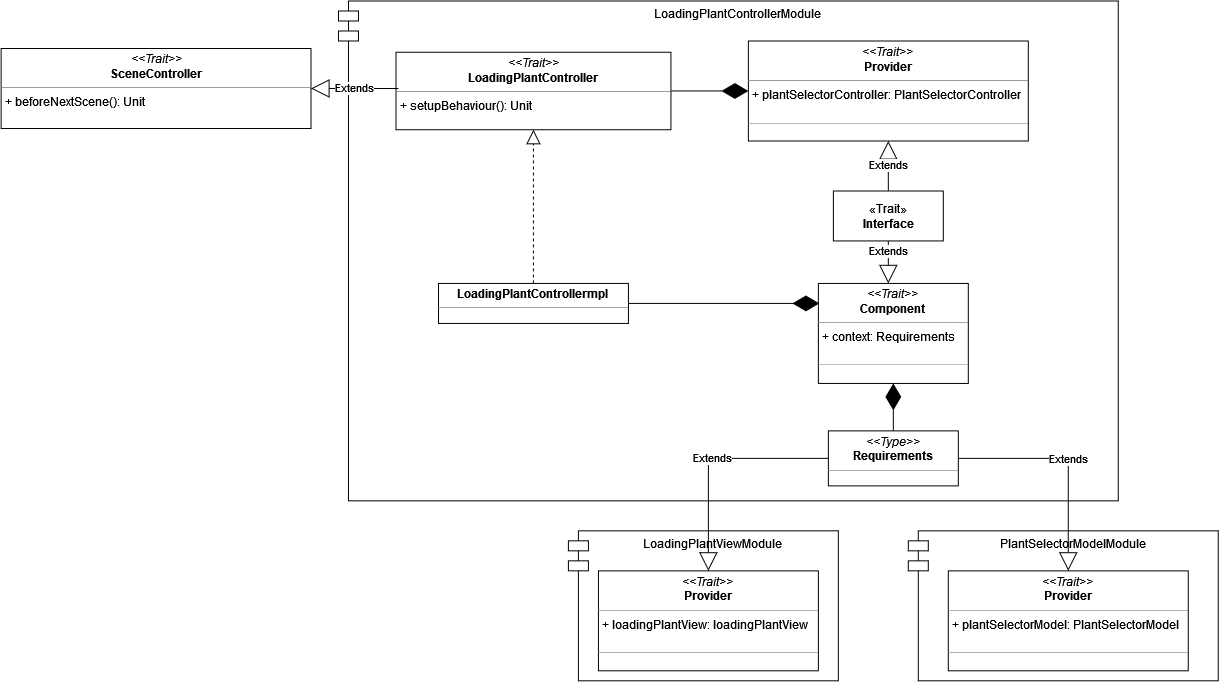 LoadingPlantControllerModule
<<Trait>>
SceneController
+ beforeNextScene(): Unit
Extends
<<Trait>>
LoadingPlantController
+ setupBehaviour(): Unit
<<Trait>>
Provider
+ plantSelectorController: PlantSelectorController
Extends
«Trait»
Interface
Extends
LoadingPlantControllerImpl
<<Trait>>
Component
+ context: Requirements
<<Type>>
Requirements
Extends
Extends
LoadingPlantViewModule
<<Trait>>
Provider
+ loadingPlantView: loadingPlantView
PlantSelectorModelModule
<<Trait>>
Provider
+ plantSelectorModel: PlantSelectorModel